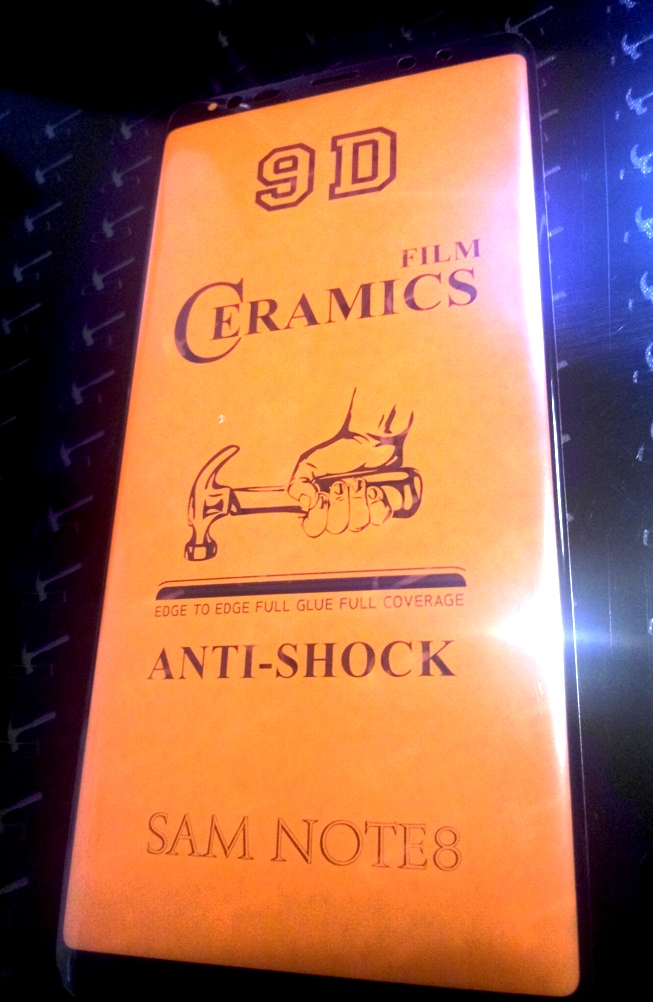 9D
FILM
CERAMICS
EDGE TO EDGE FULL GLUE FULL COVERAGE
ANTI-SHOCK
SAM NOTE8